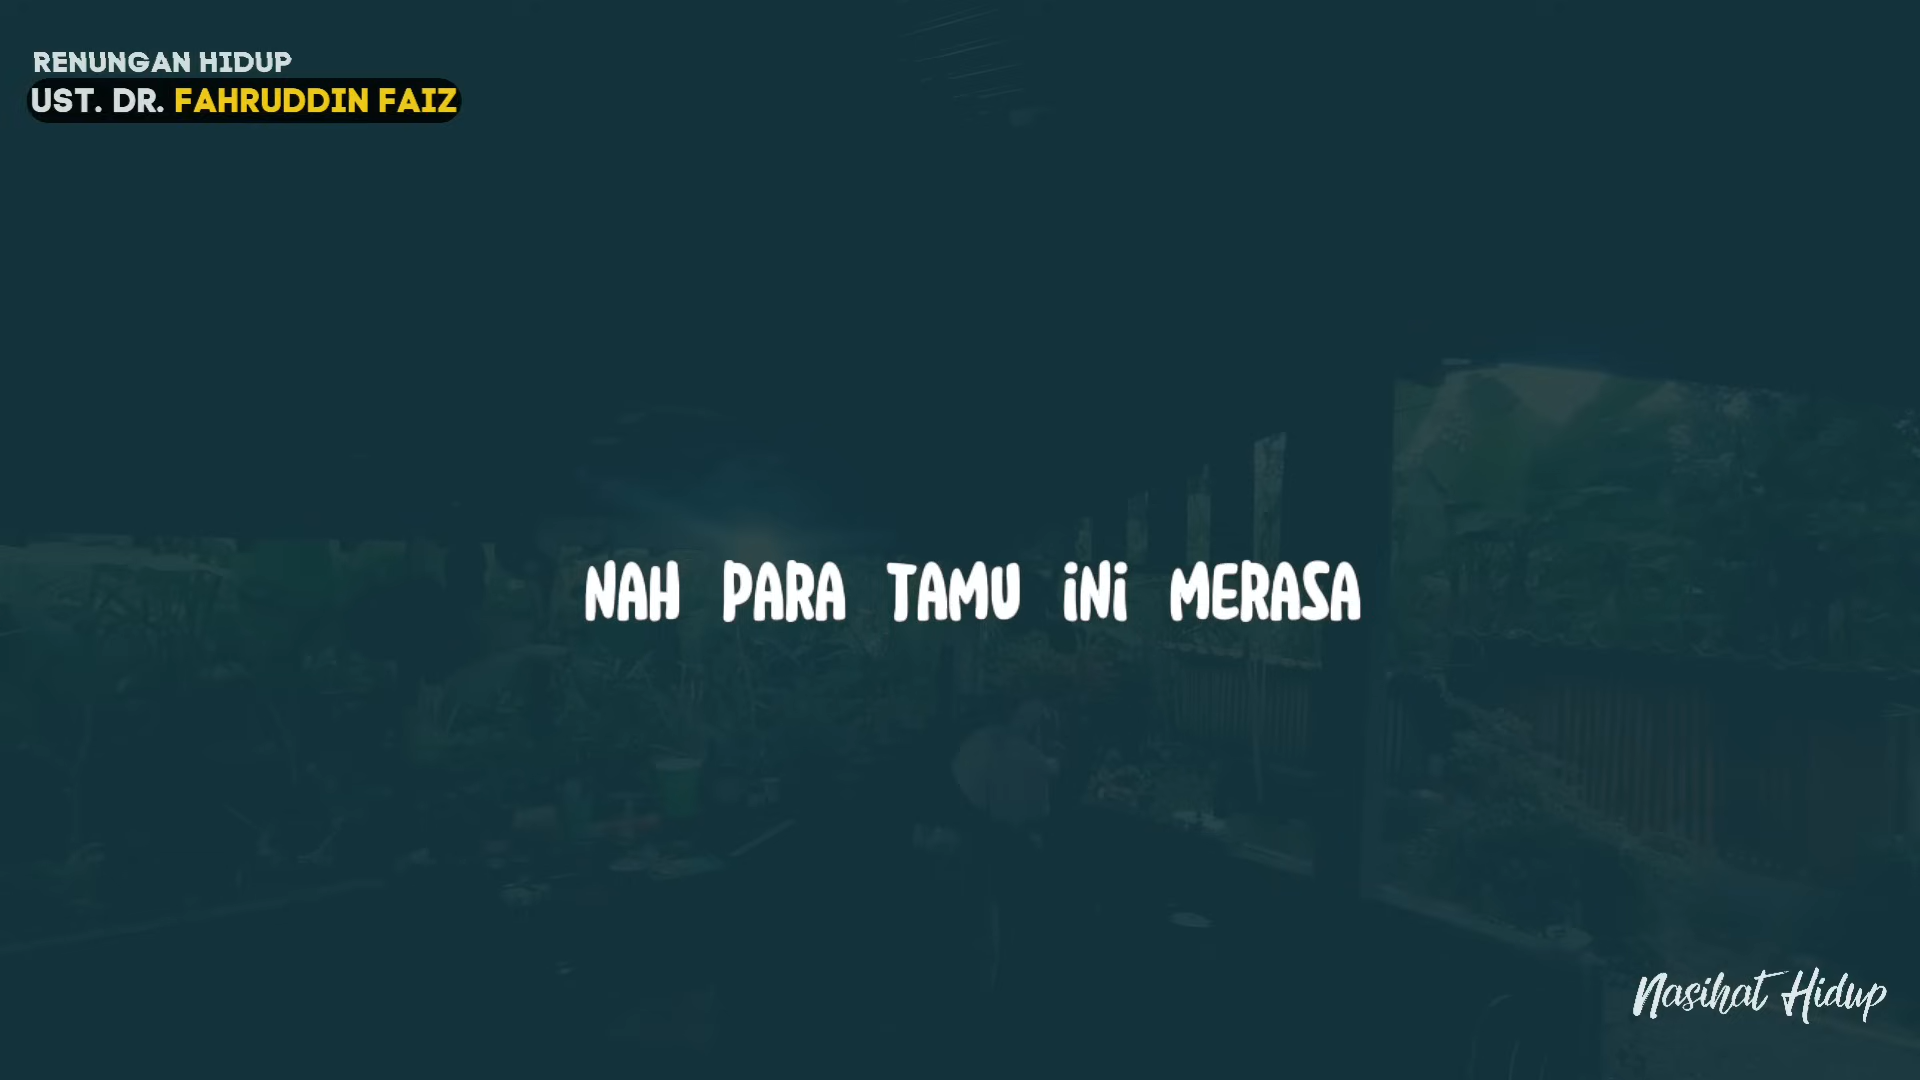 RENUNGAN HIDUP
UST. DR. FAHRUDDIN FAIZ
NAH PARA TAMU iNi MERASA
Nasihat Hidup